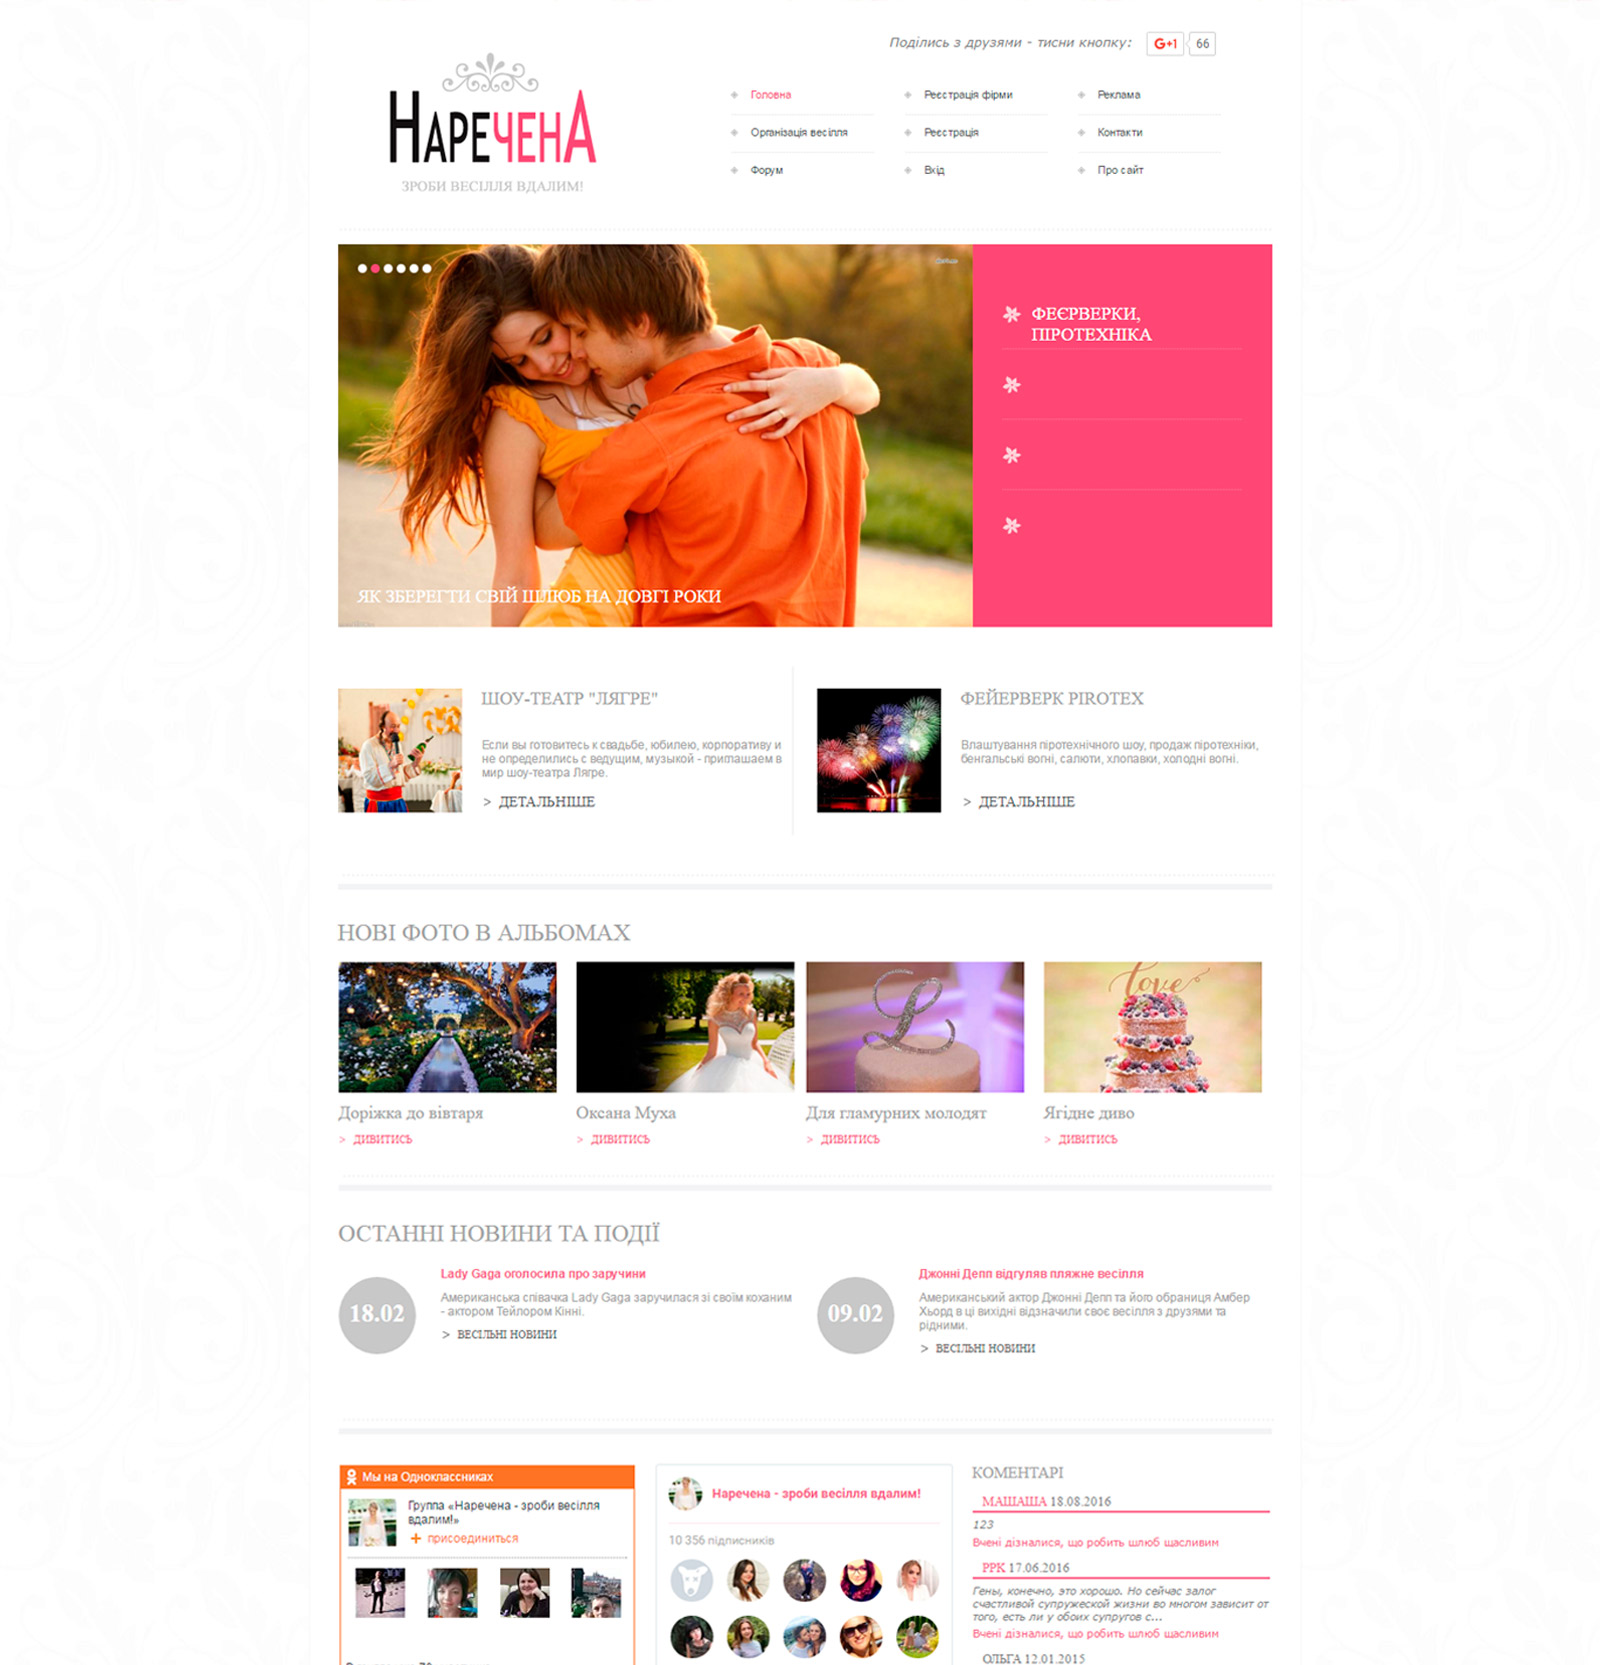 Поділись з друзями - тисни кнопку:
G+1 66
НАРЕЧЕНА
ЗРОБИ ВЕСІЛЛЯ ВДАЛИМ!
Головна
Реєстрація фірми
Реклама
Організація весілля
Реєстрація
Контакти
Форум
Вхід
Про сайт
ФЕЄРВЕРКИ,
ПІРОТЕХНІКА
ЯК ЗБЕРЕГТИ СВІЙ ШЛЮБ НА ДОВГІ РОКИ
ШОУ-ТЕАТР "ЛЯГРЕ"
Если вы готовитесь к свадьбе, юбилею, корпоративу и
не определились с ведущим, музыкой - приглашаем в
мир шоу-театра Лягре.
> ДЕТАЛЬНІШЕ
ФЕЙЕРВЕРК PIROTEX
Влаштування піротехнічного шоу, продаж піротехніки,
бенгальські вогні, салюти, хлопавки, холодні вогні.
> ДЕТАЛЬНІШЕ
НОВІ ФОТО В АЛЬБОМАХ
Love
Доріжка до вівтаря
> ДИВИТИСЬ
Оксана Муха
> ДИВИТИСЬ
Для гламурних молодят
> ДИВИТИСЬ
Ягідне диво
> ДИВИТИСЬ
ОСТАННІ НОВИНИ ТА ПОДІЇ
18.02
Lady Gaga оголосила про заручини
Американська співачка Lady Gaga заручилася зі своїм коханим
- актором Тейлором Кінні.
> ВЕСІЛЬНІ НОВИНИ
09.02
Джонні Депп відгуляв пляжне весілля
Американський актор Джонні Депп та його обраниця Амбер
Хьорд в ці вихідні відзначили своє весілля з друзями та
рідними.
> ВЕСІЛЬНІ НОВИНИ
Мы на Одноклассниках
Группа «Наречена - зроби весілля
вдалим!»
+ присоединиться
Наречена - зроби весілля вдалим!
10 356 підписників
КОМЕНТАРІ
МАШАША 18.08.2016
123
Вчені дізналися, що робить шлюб щасливим
РРК 17.06.2016
Гены, конечно, это хорошо. Но сейчас залог
счастливой супружеской жизни во многом зависит от
того, есть ли у обоих супругов с...
Вчені дізналися, що робить шлюб щасливим
ОЛЬГА 12.01.2015